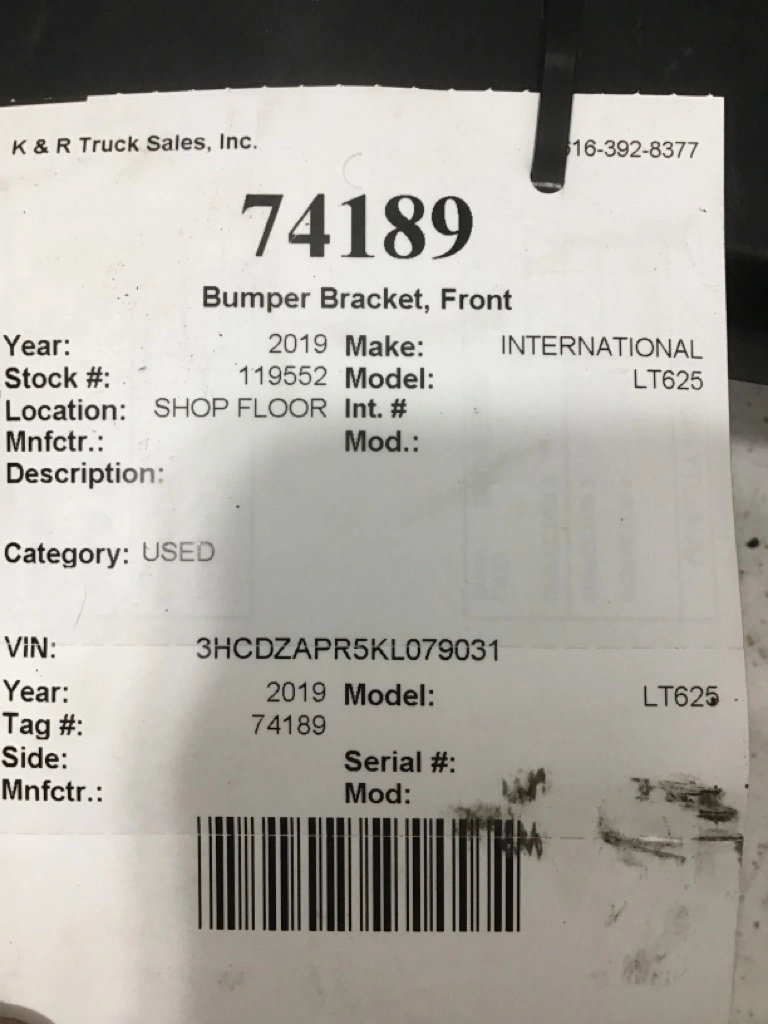 K & R Truck Sales, Inc. 16-392-8377
74189
Bumper Bracket, Front
Year: 2019 Make: INTERNATIONAL
Stock #: 119552 Model: LT625
Location: SHOP FLOOR Int. #
Mnfctr.: Mod.:
Description:
Category: USED
VIN: 3HCDZAPR5KL079031
Year: 2019 Model: LT625
Tag #: 74189
Side: Serial #:
Mnfctr.: Mod: